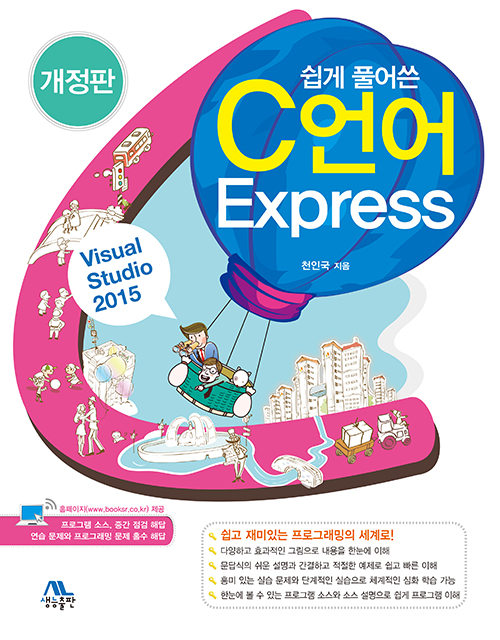 개정판
쉽게 풀어쓴
C언어
Express
천인국 지음
Visual
Studio
2015
홈페이지(www.booksr.co.kr) 제공
프로그램 소스, 중간 점검 해답
연습 문제와 프로그래밍 문제 홀수 해답
쉽고 재미있는 프로그래밍의 세계로!
다양하고 효과적인 그림으로 내용을 한눈에 이해
문답식의 쉬운 설명과 간결하고 적절한 예제로 쉽고 빠른 이해
흥미 있는 실습 문제와 단계적인 실습으로 체계적인 심화 학습 가능
한눈에 볼 수 있는 프로그램 소스와 소스 설명으로 쉽게 프로그램 이해
생능출판